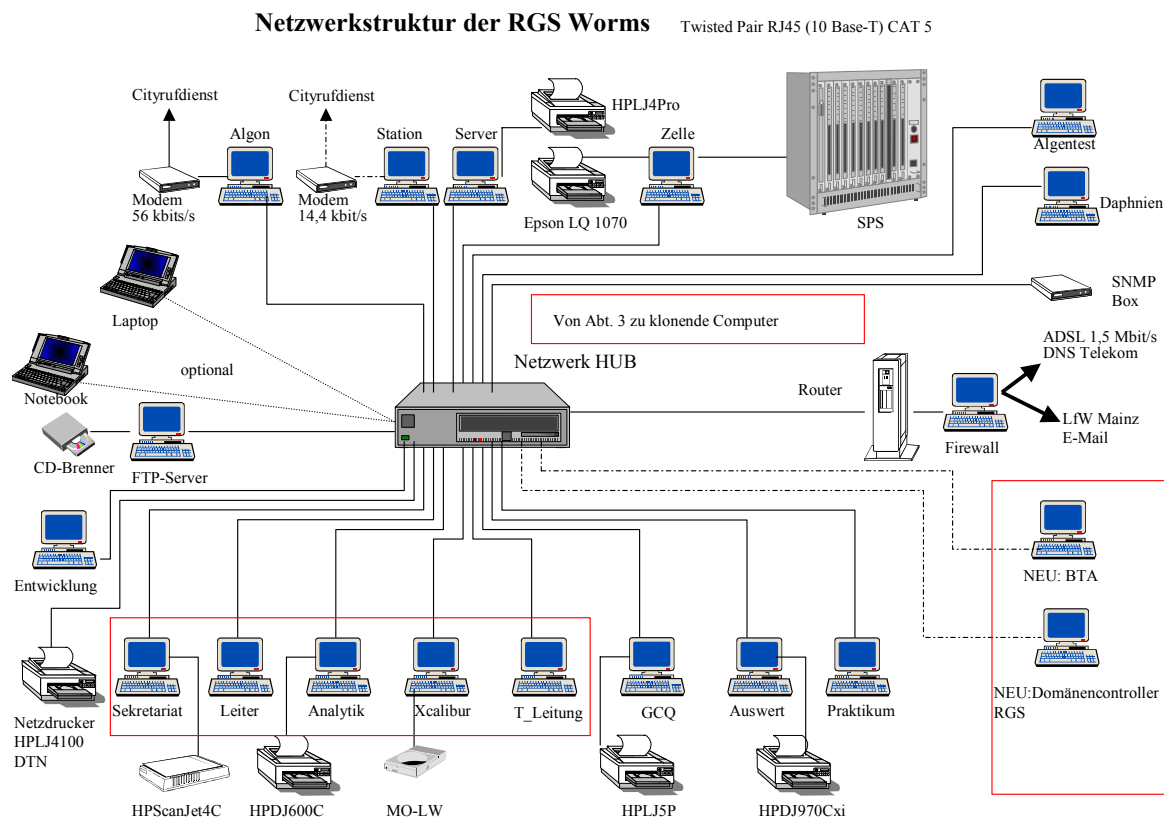 Netzwerkstruktur der RGS Worms
Twisted Pair RJ45 (10 Base-T) CAT 5
Cityrufdienst
Cityrufdienst
Algon
Station
Server
HPLJ4Pro
Zelle
Algentest
Modem
56 kbits/s
Modem
14,4 kbit/s
Epson LQ 1070
SPS
Daphnien
SNMP
Box
Laptop
Von Abt. 3 zu klonende Computer
Netzwerk HUB
ADSL 1,5 Mbit/s
DNS Telekom
optional
Router
Notebook
LfW Mainz
E-Mail
Firewall
CD-Brenner
FTP-Server
Entwicklung
NEU: BTA
Netzdrucker
HPLJ4100
DTN
Sekretariat
Leiter
Analytik
Xcalibur
T_Leitung
GCQ
Auswert
Praktikum
NEU:Domänencontroller
RGS
HPScanJet4C
HPDJ600C
MO-LW
HPLJ5P
HPDJ970Cxi